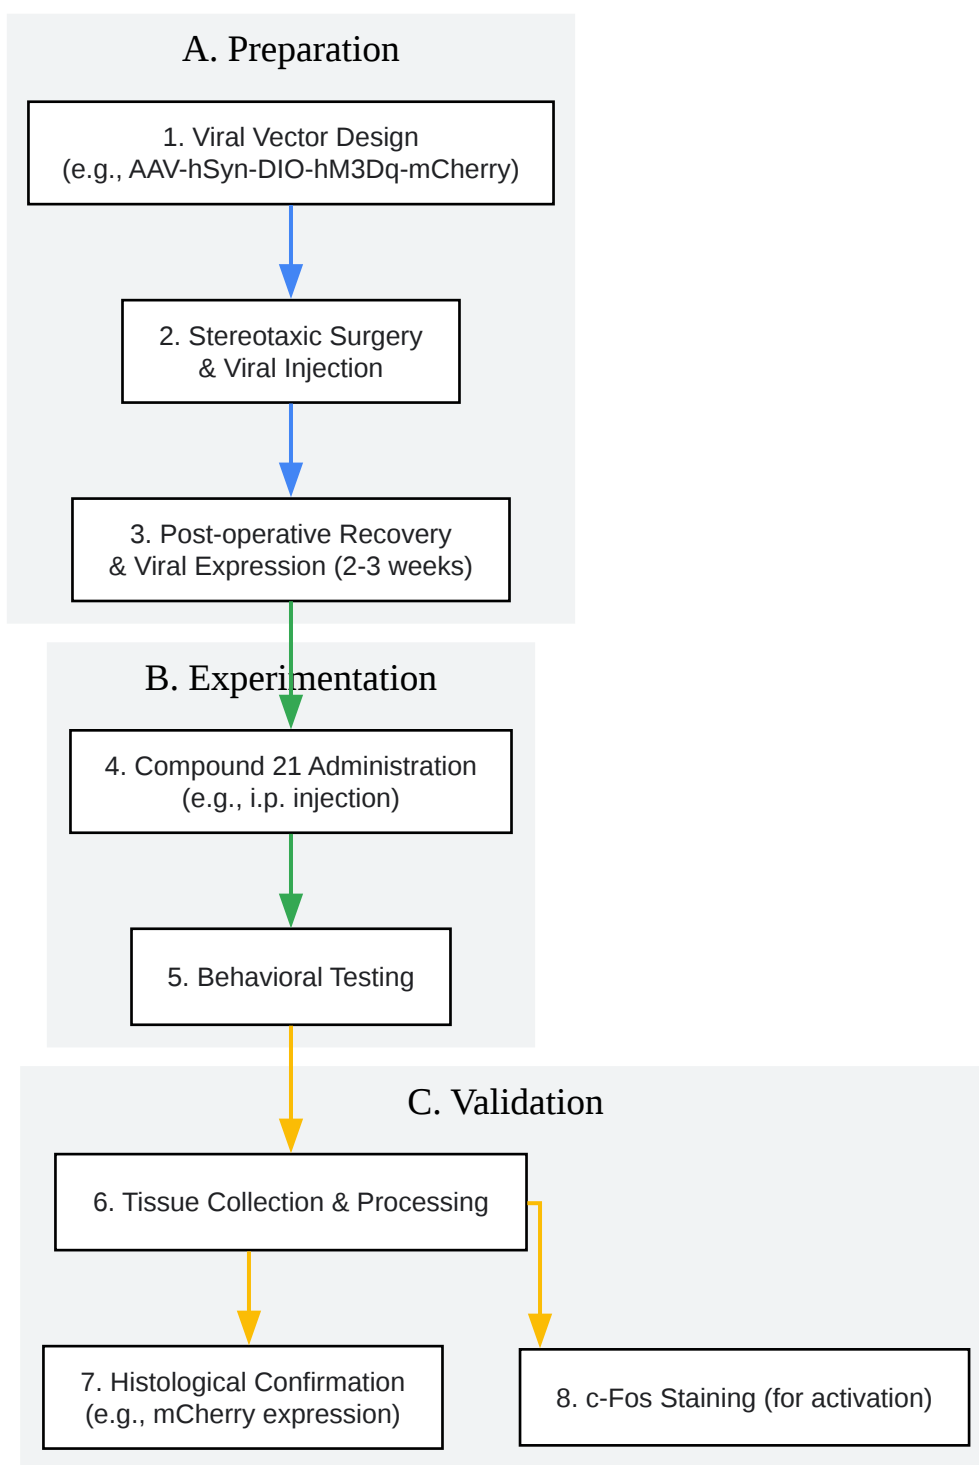 A. Preparation
1. Viral Vector Design
(e.g., AAV-hSyn-DIO-hM3Dq-mCherry)
2. Stereotaxic Surgery
& Viral Injection
3. Post-operative Recovery
& Viral Expression (2-3 weeks)
B. Experimentation
4. Compound 21 Administration
(e.g., i.p. injection)
5. Behavioral Testing
C. Validation
6. Tissue Collection & Processing
7. Histological Confirmation
(e.g., mCherry expression)
8. c-Fos Staining (for activation)